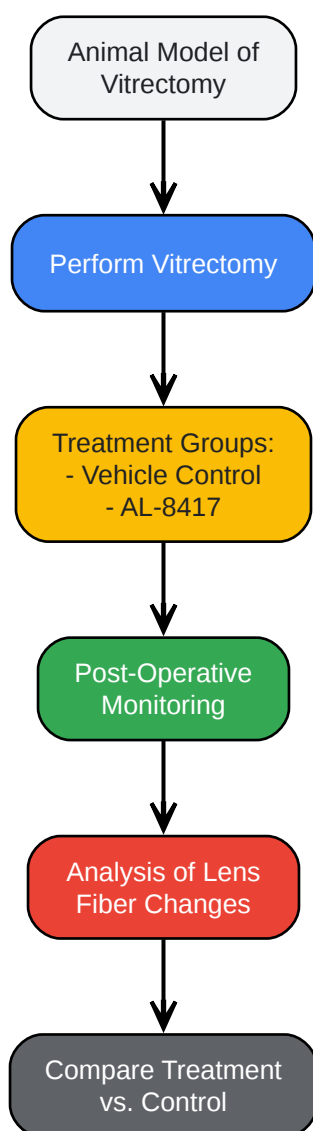 Animal Model of
Vitrectomy
Perform Vitrectomy
Treatment Groups:
- Vehicle Control
- AL-8417
Post-Operative
Monitoring
Analysis of Lens
Fiber Changes
Compare Treatment
vs. Control